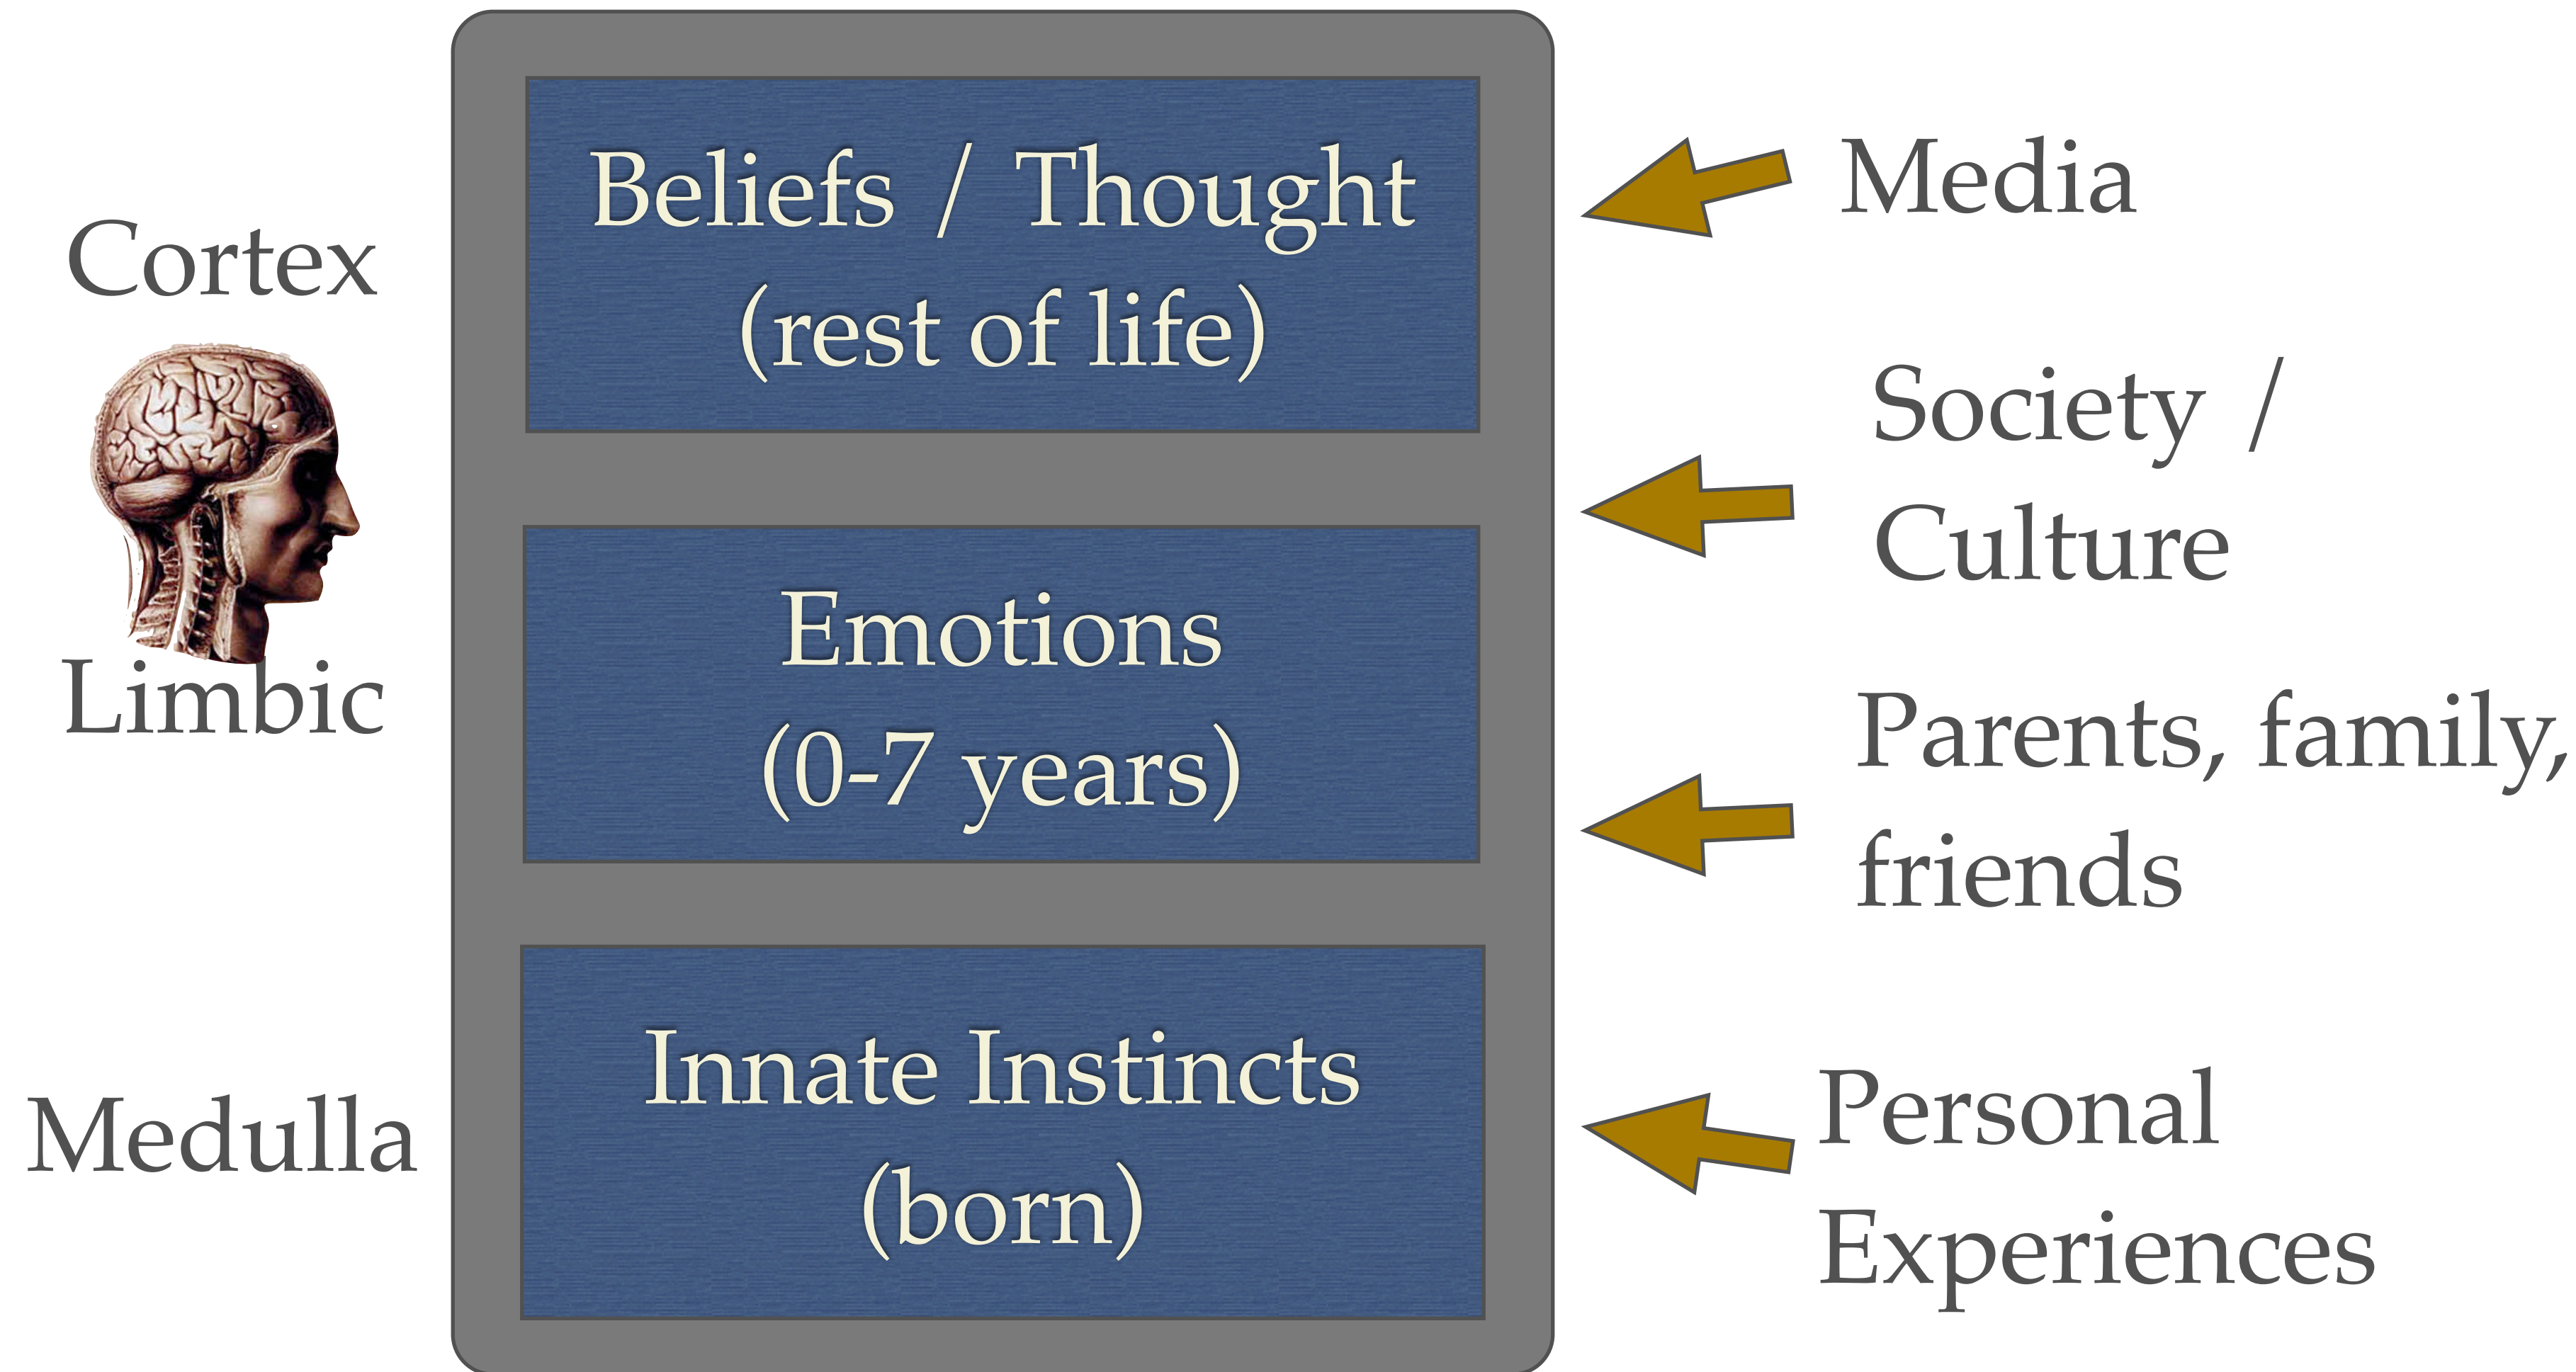 Cortex
Limbic
Medulla
Beliefs / Thought
(rest of life)
Emotions
(0-7 years)
Innate Instincts
(born)
Media
Society /
Culture
Parents, family,
friends
Personal
Experiences